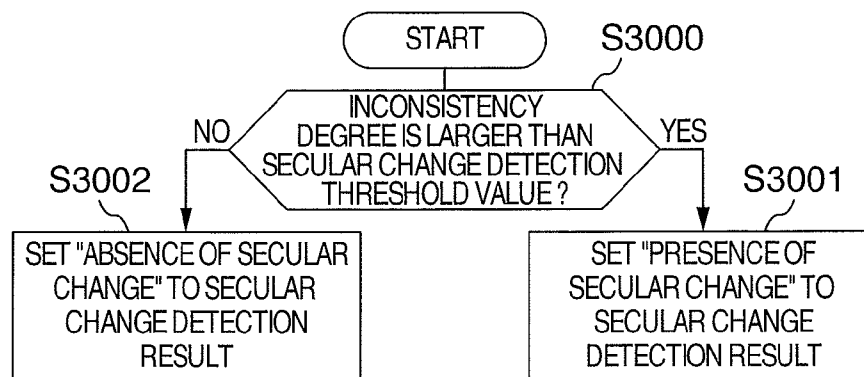 START
S3000
INCONSISTENCY
DEGREE IS LARGER THAN
SECULAR CHANGE DETECTION
THRESHOLD VALUE ?
NO
YES
S3002
SET "ABSENCE OF SECULAR
CHANGE" TO SECULAR
CHANGE DETECTION
RESULT
S3001
SET "PRESENCE OF
SECULAR CHANGE" TO
SECULAR CHANGE
DETECTION RESULT